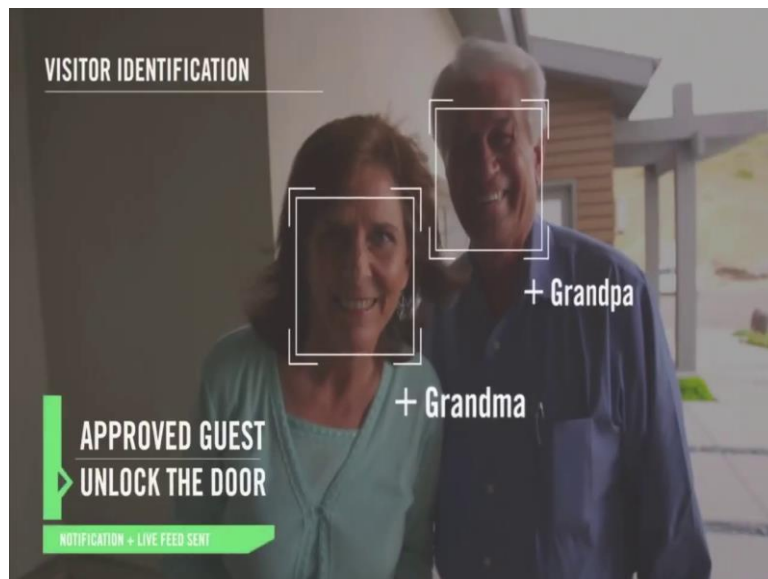 VISITOR IDENTIFICATION
+ Grandpa
+ Grandma
APPROVED GUEST
UNLOCK THE DOOR
NOTIFICATION + LIVE FEED SENT